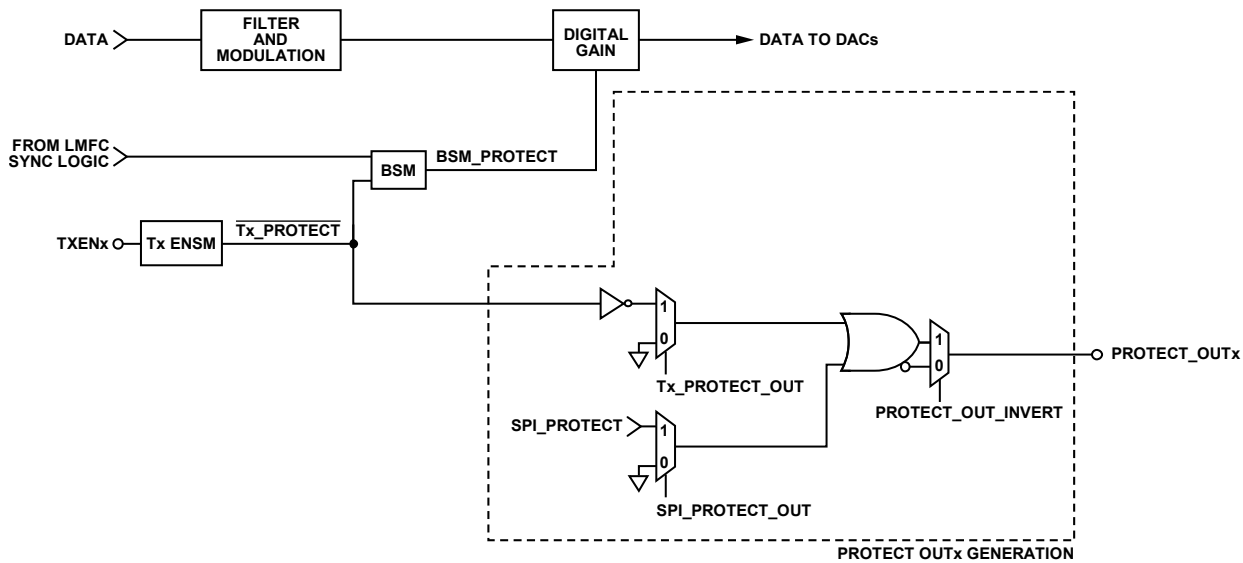 DATA
FILTER
AND
MODULATION
DIGITAL
GAIN
DATA TO DACs
FROM LMFC
SYNC LOGIC
BSM
BSM_PROTECT
TXENx
Tx ENSM
Tx_PROTECT
1
0
Tx_PROTECT_OUT
1
0
PROTECT_OUTx
PROTECT_OUT_INVERT
SPI_PROTECT
1
0
SPI_PROTECT_OUT
PROTECT OUTx GENERATION